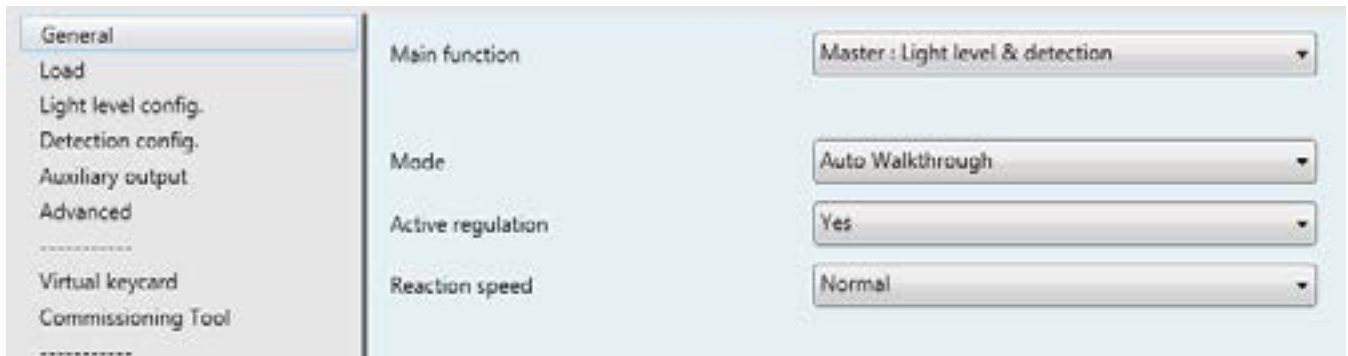 General
Load
Light level config.
Detection config.
Auxiliary output
Advanced
-----------
Virtual keycard
Commissioning Tool
-----------
Main function
Master : Light level & detection
Mode
Auto Walkthrough
Active regulation
Yes
Reaction speed
Normal